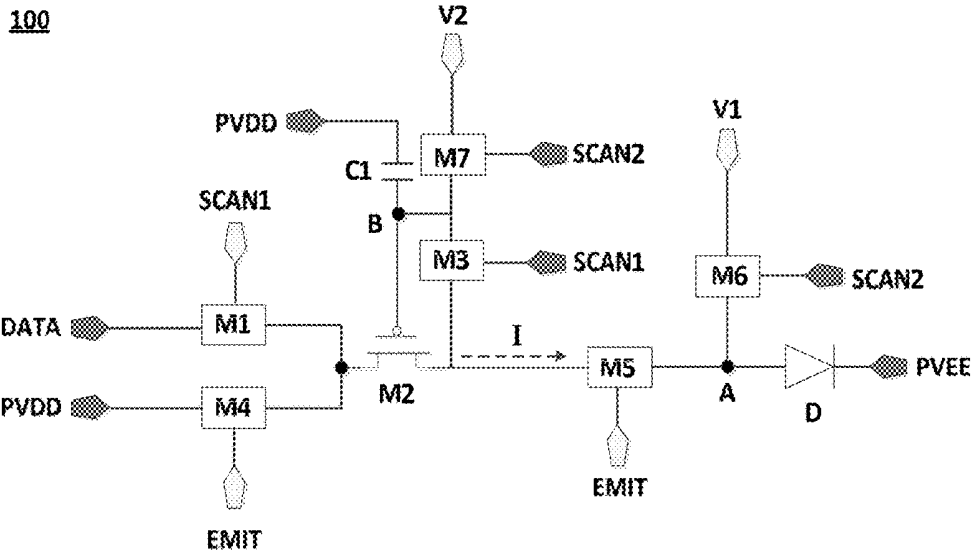 100
V2
PVDD
V1
C1
M7
SCAN2
SCAN1
B
M3
SCAN1
M6
SCAN2
DATA
M1
I
M2
M5
A
PVEE
PVDD
M4
D
EMIT
EMIT